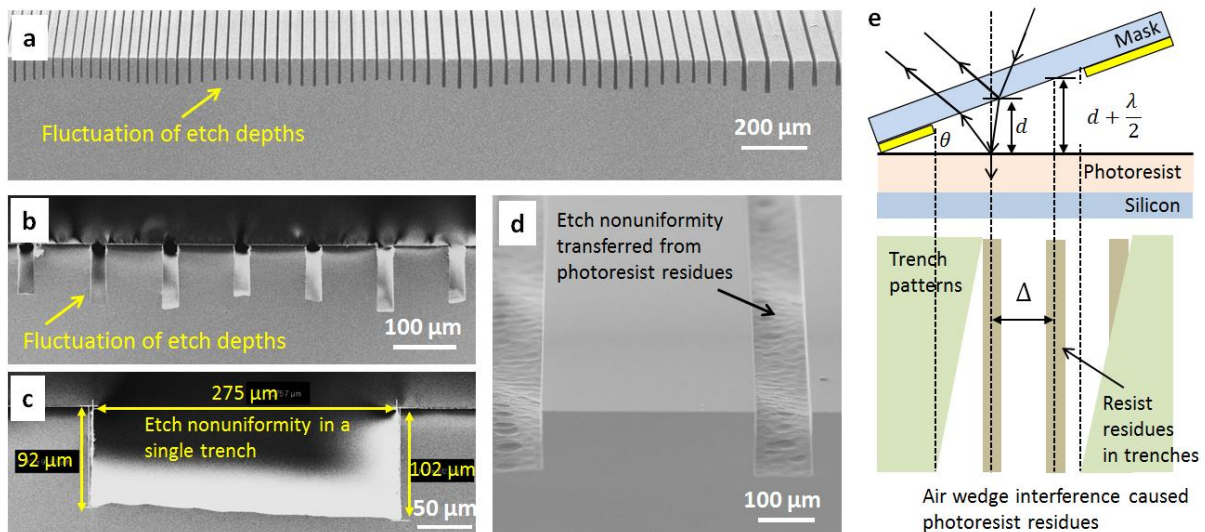 a
Fluctuation of etch depths
200 μm
b
Fluctuation of etch depths
100 μm
c
275 μm
Etch nonuniformity in a
single trench
92 μm
102 μm
50 μm
d
Etch nonuniformity
transferred from
photoresist residues
100 μm
e
Mask
d
d + λ/2
θ
Photoresist
Silicon
Trench
patterns
Δ
Resist
residues
in trenches
Air wedge interference caused
photoresist residues